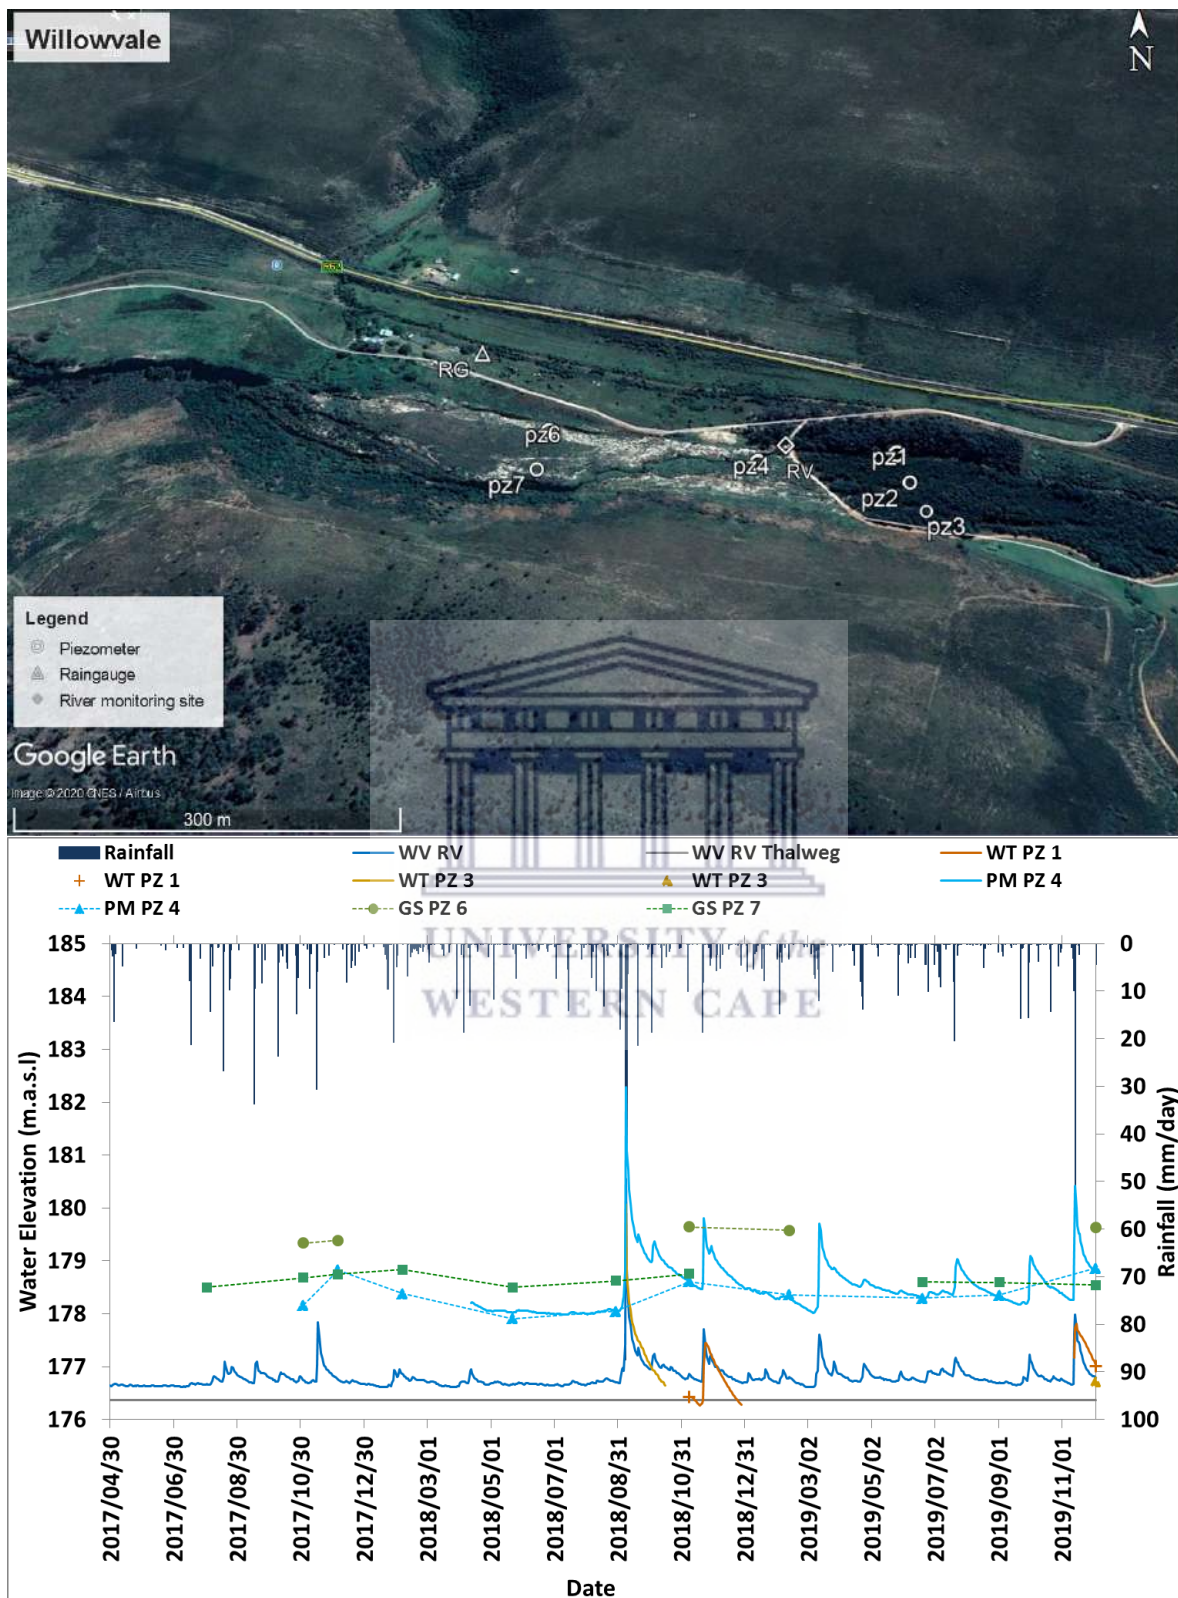 Willowvale
N
R62
RG
pz6
pz7
pz4
RV
pz1
pz2
pz3
Legend
Piezometer
Raingauge
River monitoring site
Google Earth
Image © 2020 CNES / Airbus
300 m
UNIVERSITY of the
WESTERN CAPE
Rainfall
WV RV
WV RV Thalweg
WT PZ 1
WT PZ 1
WT PZ 3
WT PZ 3
PM PZ 4
PM PZ 4
GS PZ 6
GS PZ 7
Water Elevation (m.a.s.l)
185
184
183
182
181
180
179
178
177
176
0
10
20
30
40
50
60
70
80
90
100
Rainfall (mm/day)
2017/04/30
2017/06/30
2017/08/30
2017/10/30
2017/12/30
2018/03/01
2018/05/01
2018/07/01
2018/08/31
2018/10/31
2018/12/31
2019/03/02
2019/05/02
2019/07/02
2019/09/01
2019/11/01
Date